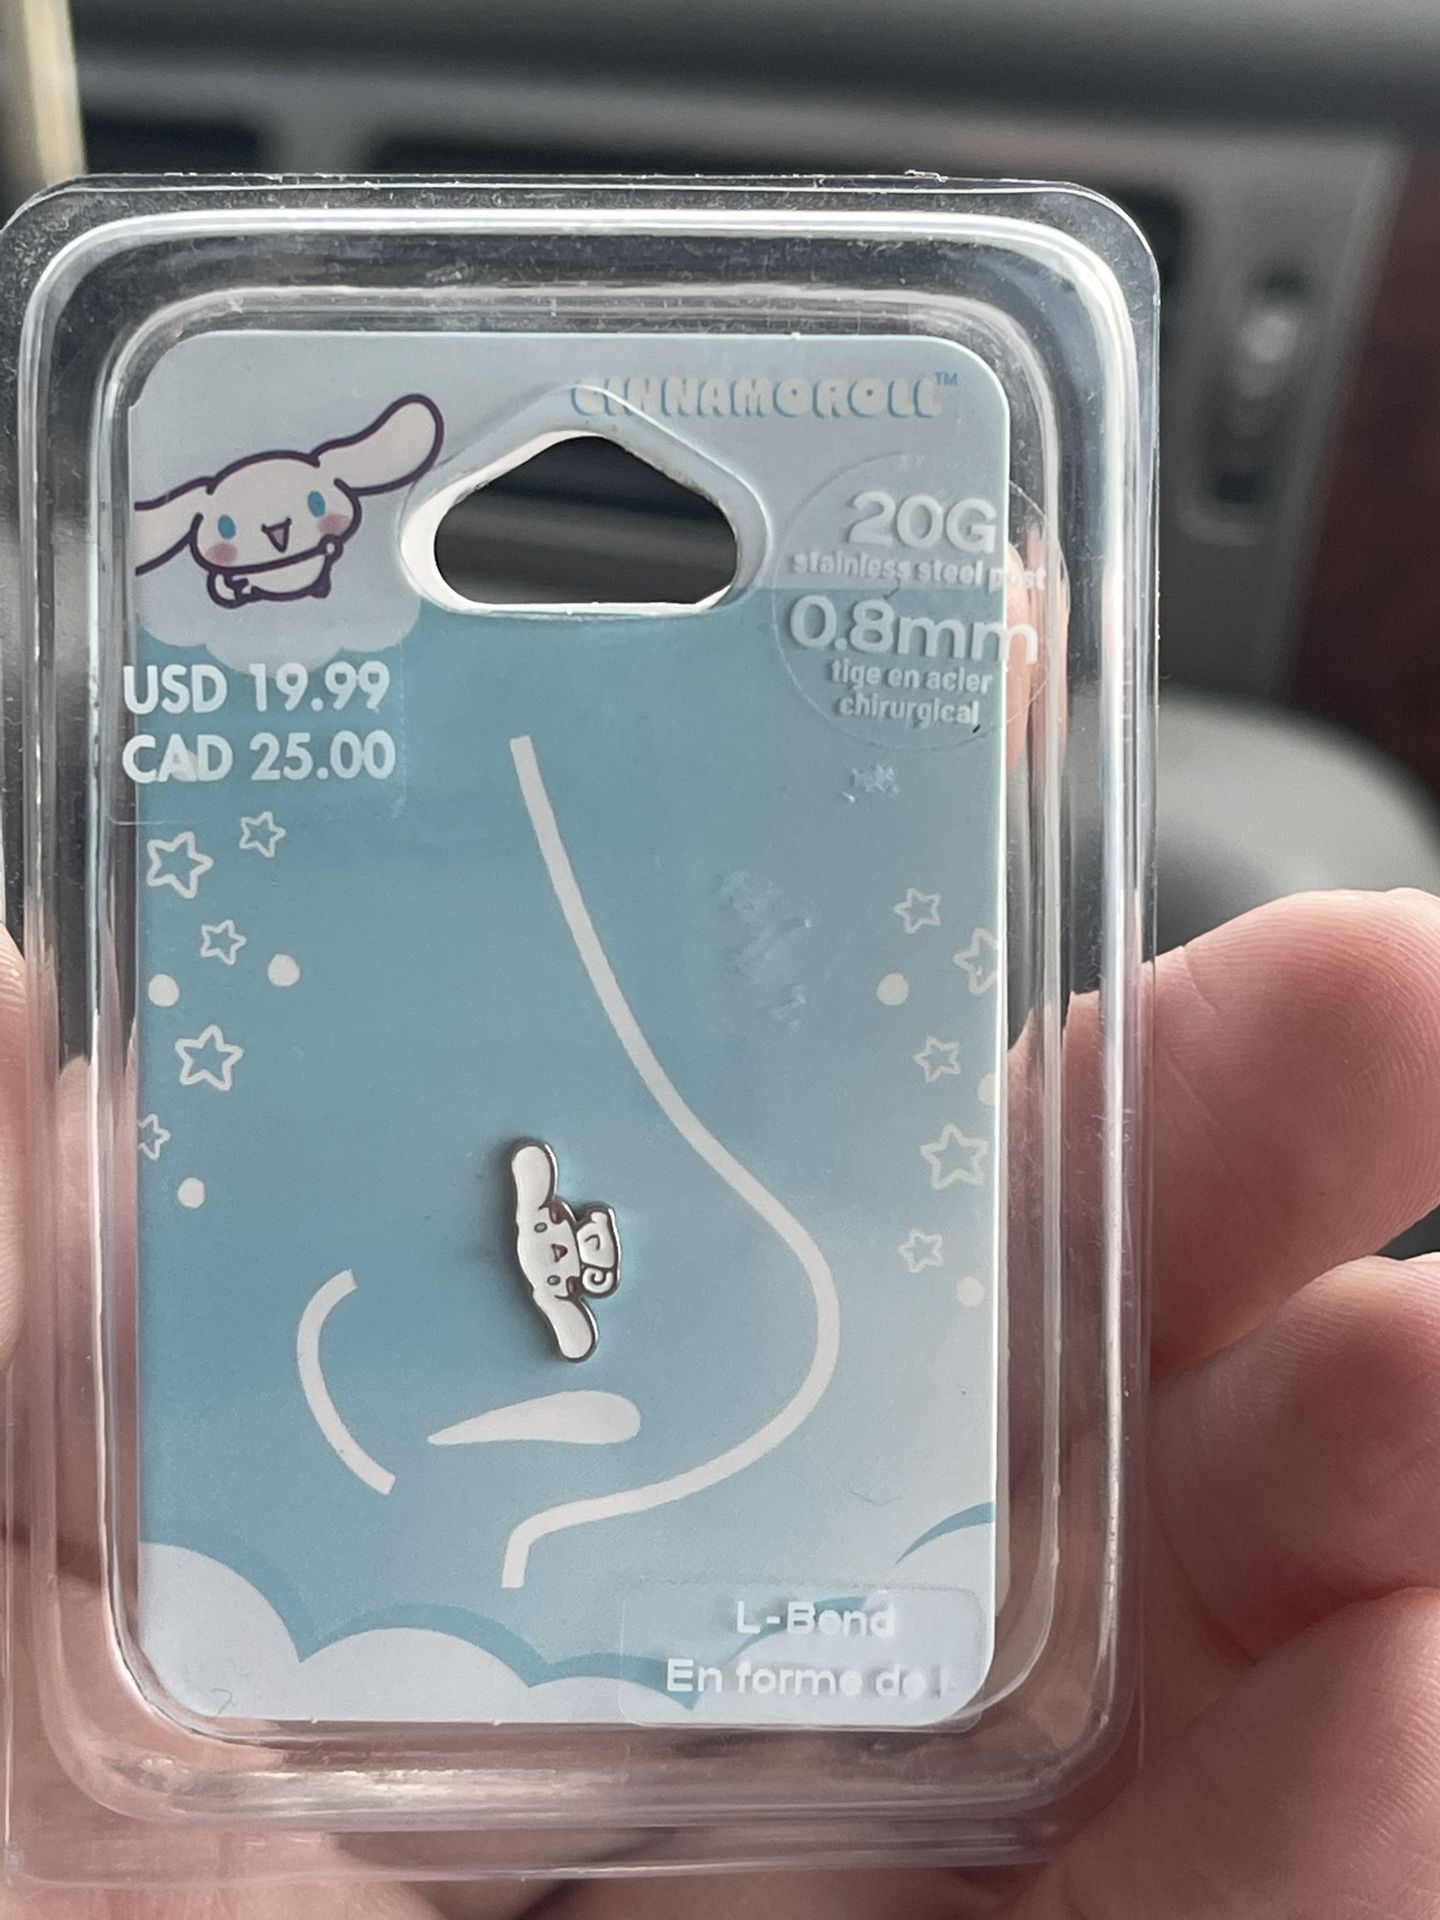 CINNAMOROLL™
20G
stainless steel post
0.8mm
tige en acier
chirurgical
USD 19.99
CAD 25.00
L-Bend
En forme de L